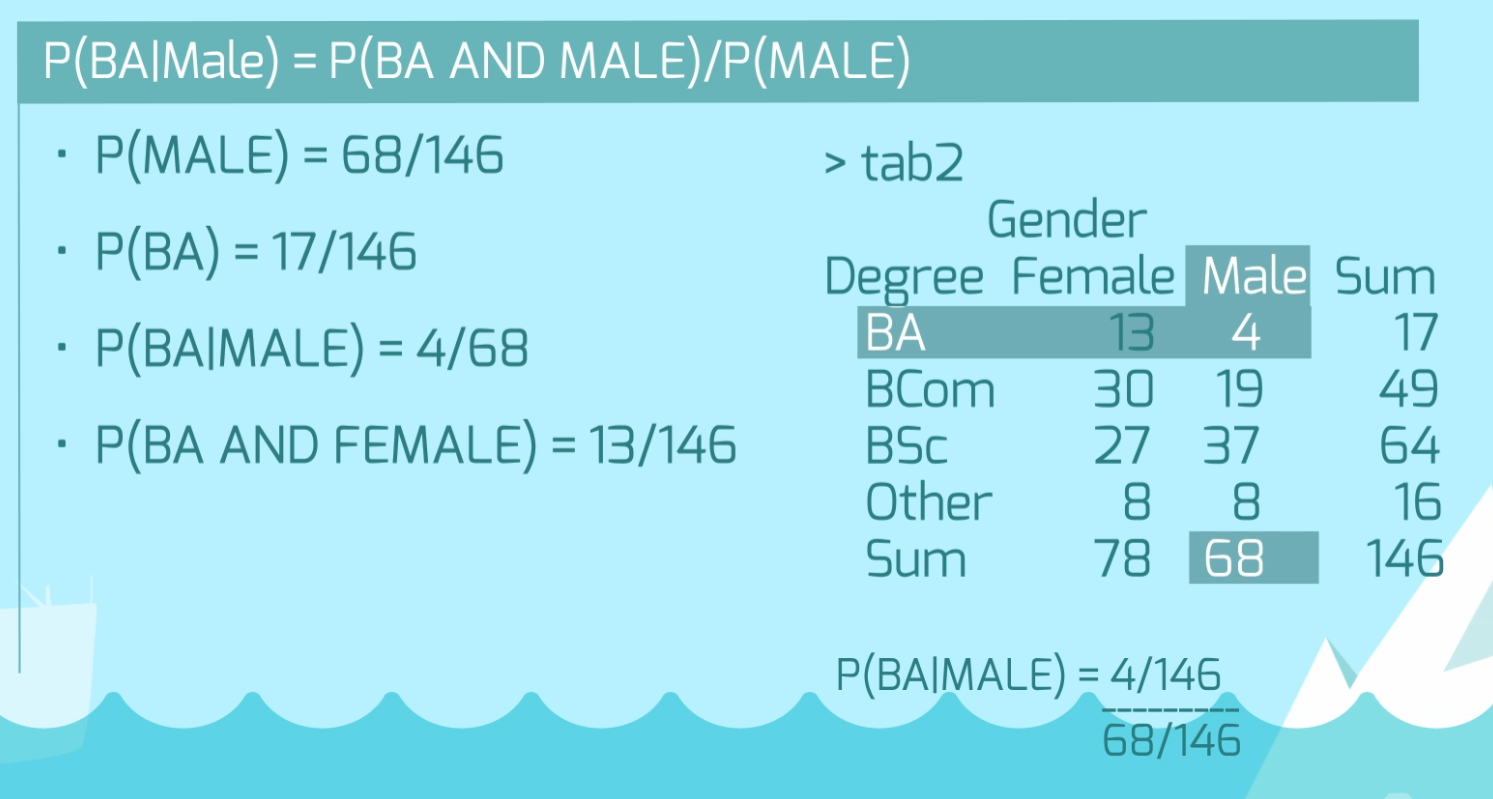 P(BA|Male) = P(BA AND MALE)/P(MALE)
· P(MALE) = 68/146
· P(BA) = 17/146
· P(BA|MALE) = 4/68
· P(BA AND FEMALE) = 13/146
> tab2
Gender
Degree Female Male Sum
BA 13 4 17
BCom 30 19 49
BSc 27 37 64
Other 8 8 16
Sum 78 68 146
P(BA|MALE) = 4/146
---------
68/146